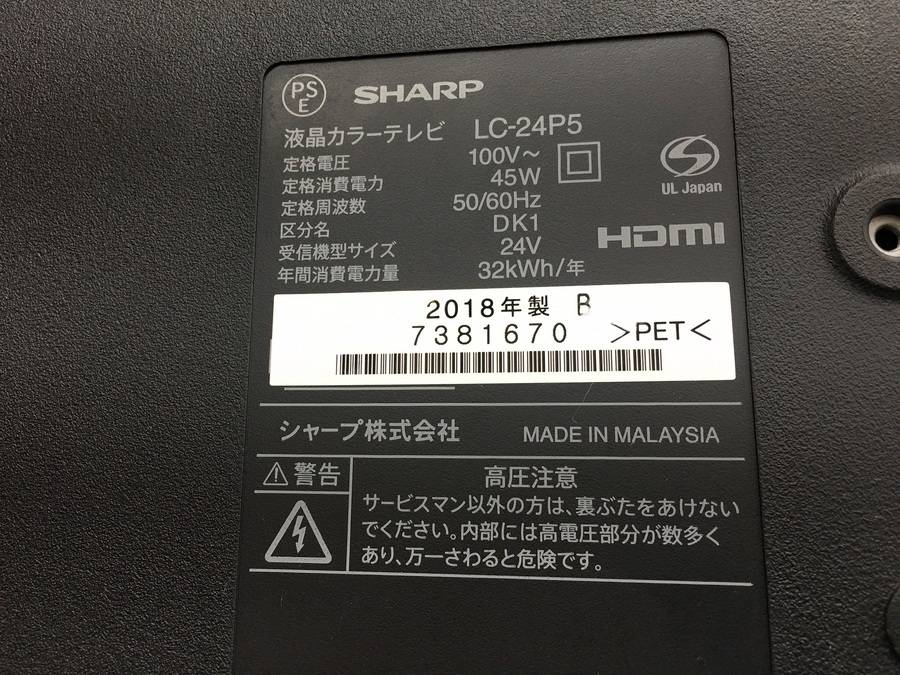 PS
E
SHARP
液晶カラーテレビ LC-24P5
定格電圧 100V～
定格消費電力 45W
定格周波数 50/60Hz
区分名 DK1
受信機型サイズ 24V
年間消費電力量 32kWh/年
UL Japan
HDMI
2018年製 B
7381670 >PET<
シャープ株式会社 MADE IN MALAYSIA
警告
高圧注意
サービスマン以外の方は、裏ぶたをあけない
でください。内部には高電圧部分が数多く
あり、万一さわると危険です。